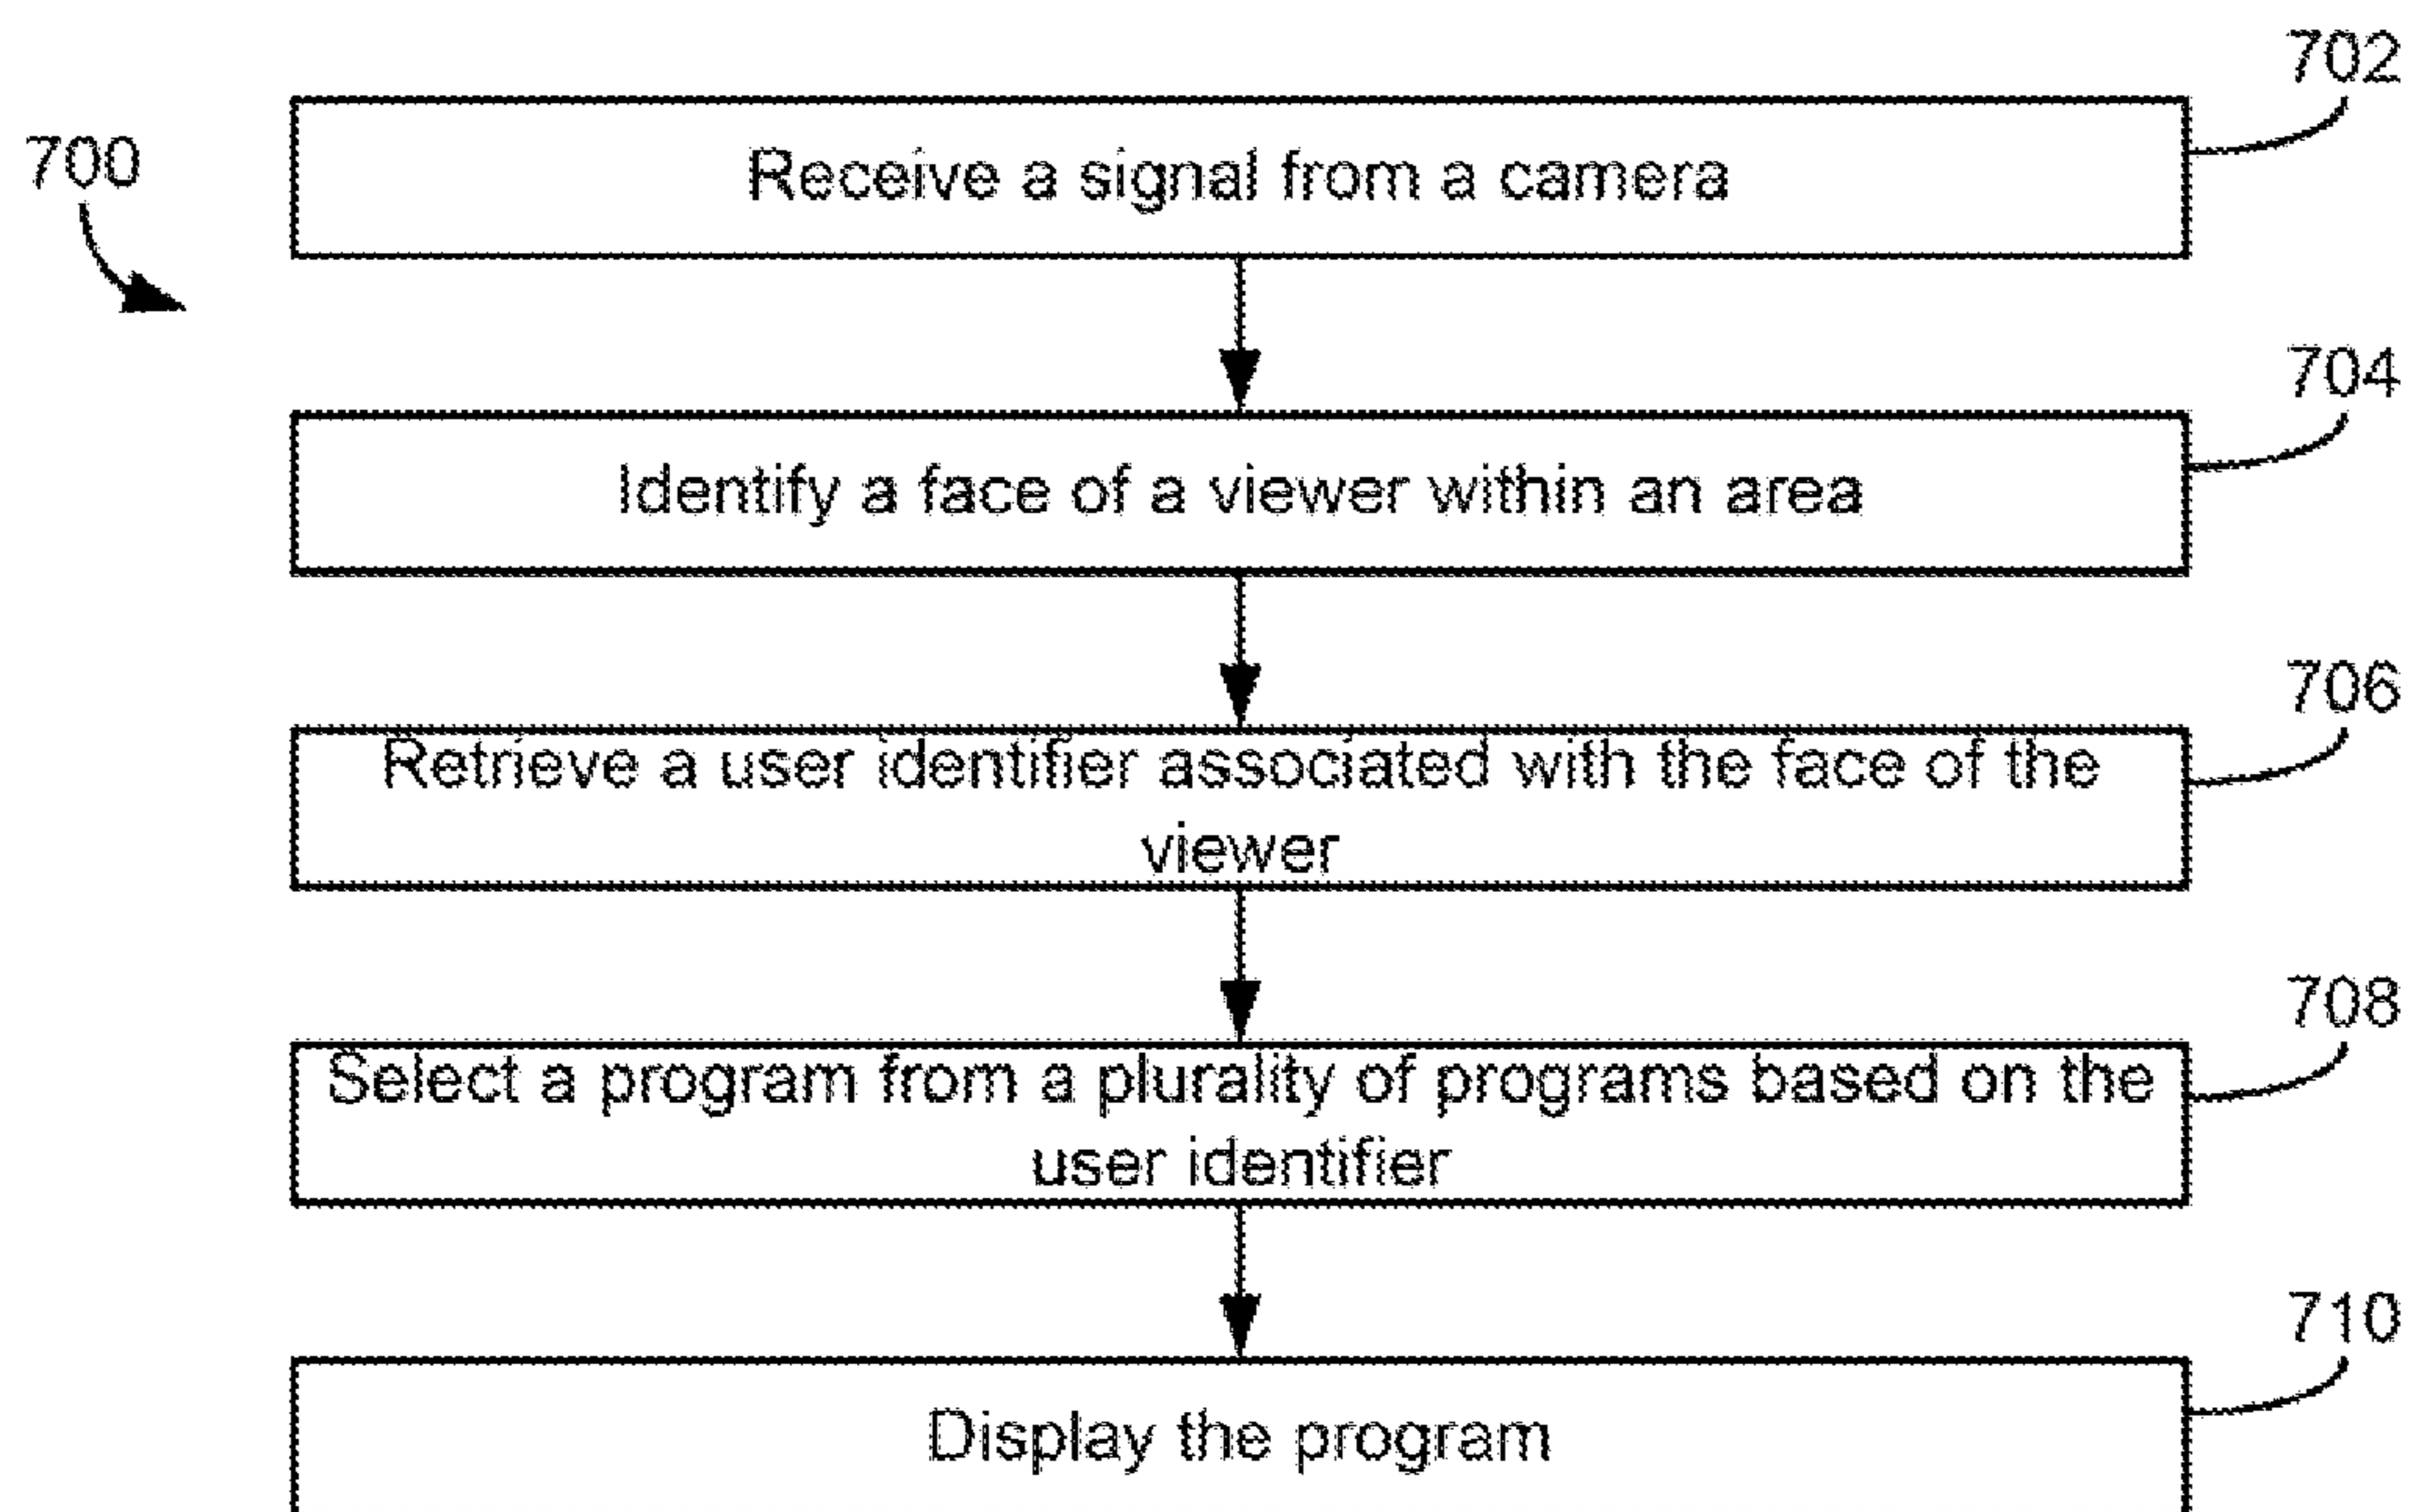 702
700
Receive a signal from a camera
704
Identify a face of a viewer within an area
706
Retrieve a user identifier associated with the face of the
viewer
708
Select a program from a plurality of programs based on the
user identifier
710
Display the program